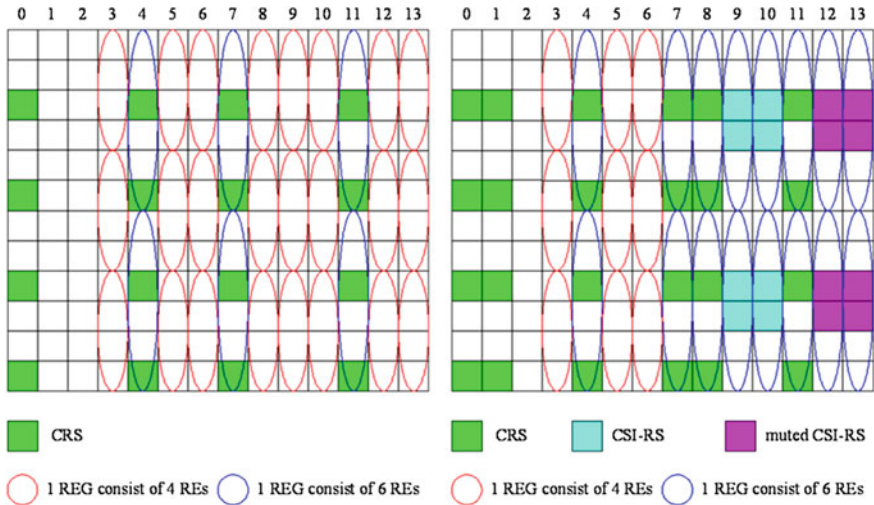 0 1 2 3 4 5 6 7 8 9 10 11 12 13 0 1 2 3 4 5 6 7 8 9 10 11 12 13
CRS CRS CSI-RS muted CSI-RS
1 REG consist of 4 REs 1 REG consist of 6 REs 1 REG consist of 4 REs 1 REG consist of 6 REs